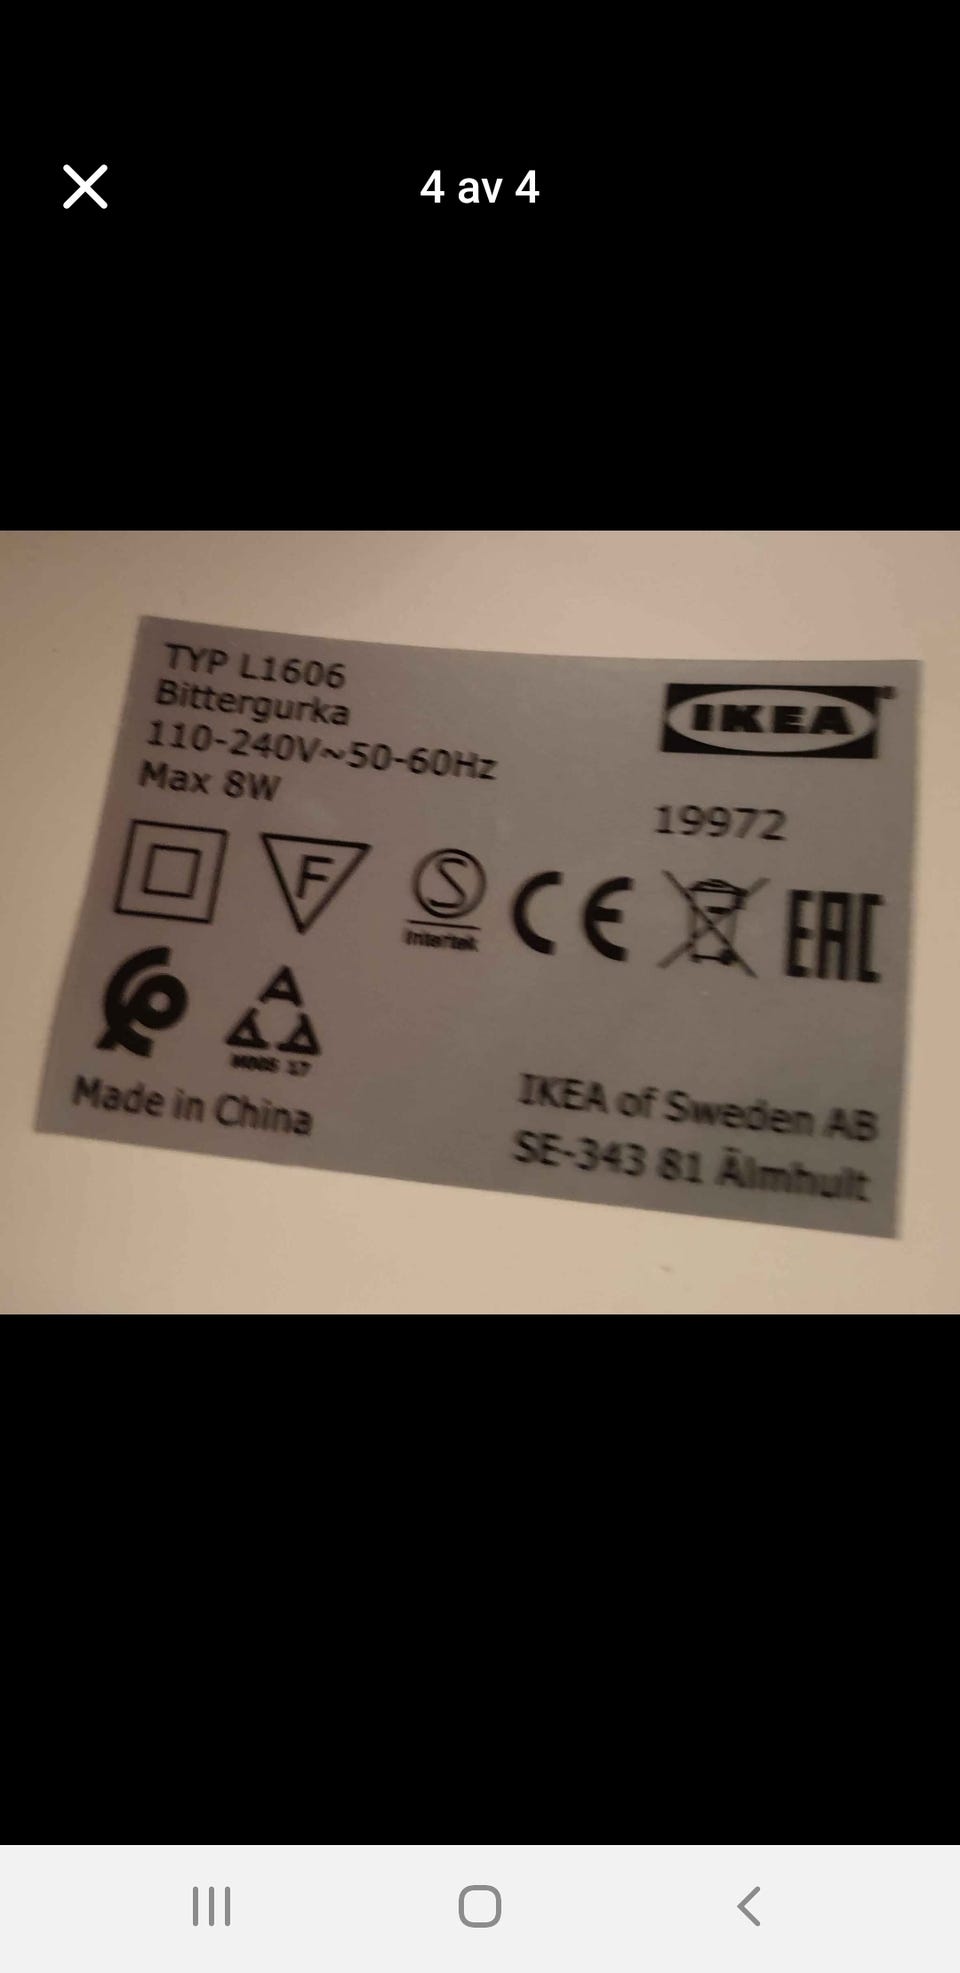 4 av 4
TYP L1606
Bittergurka
110-240V~50-60Hz
Max 8W
IKEA
19972
F
S
Intertek
CE
EAC
A
A A
Made in China
IKEA of Sweden AB
SE-343 81 Älmhult